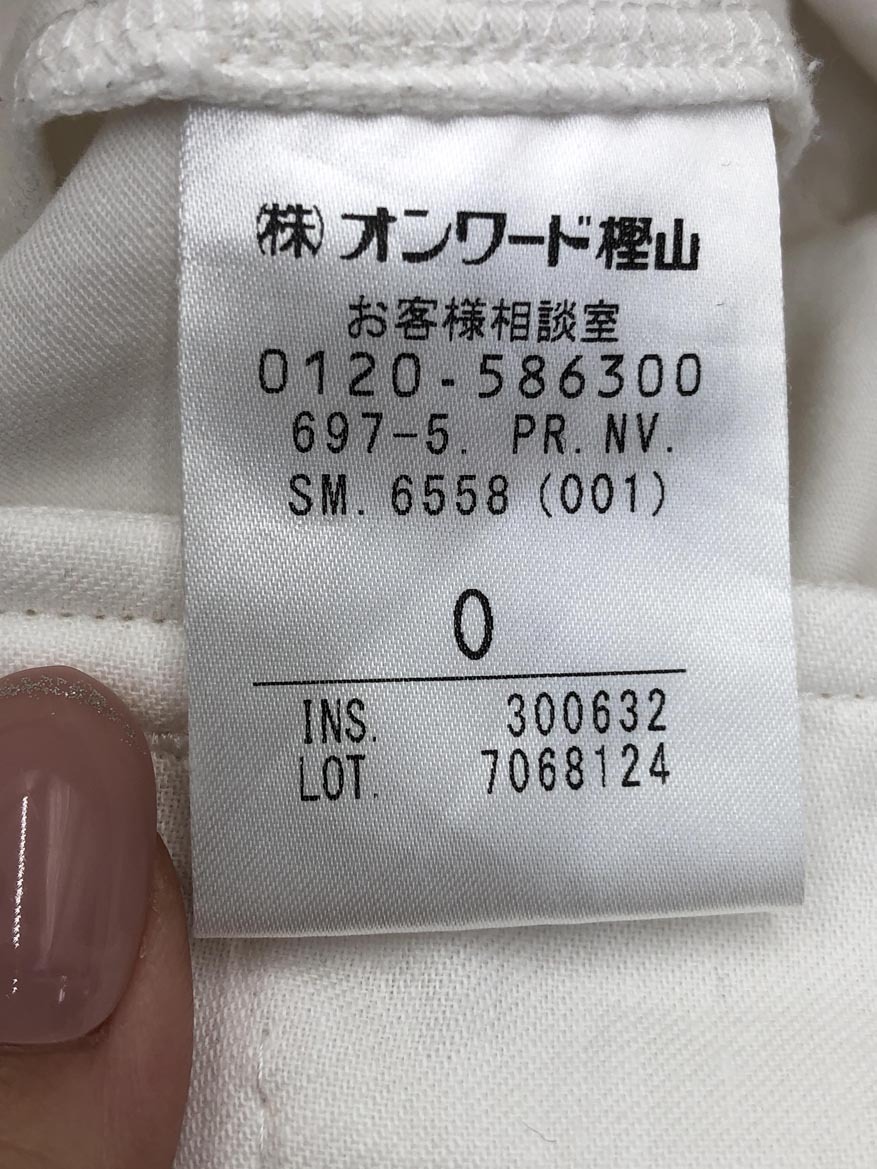 ㈱オンワード樫山
お客様相談室
0120-586300
697-5. PR.NV.
SM. 6558 (001)
0
INS. 300632
LOT. 7068124